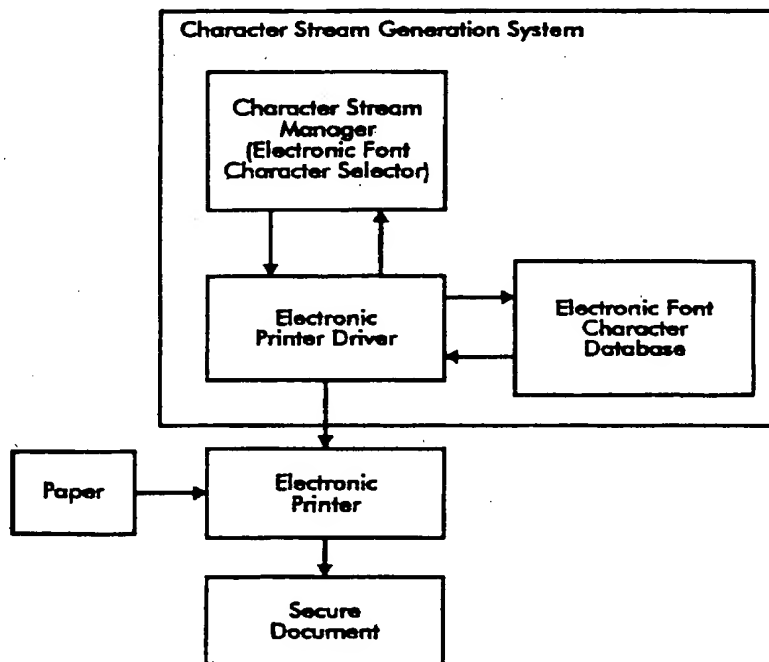 Character Stream Generation System
Character Stream
Manager
(Electronic Font
Character Selector)
Electronic
Printer Driver
Electronic Font
Character
Database
Paper
Electronic
Printer
Secure
Document